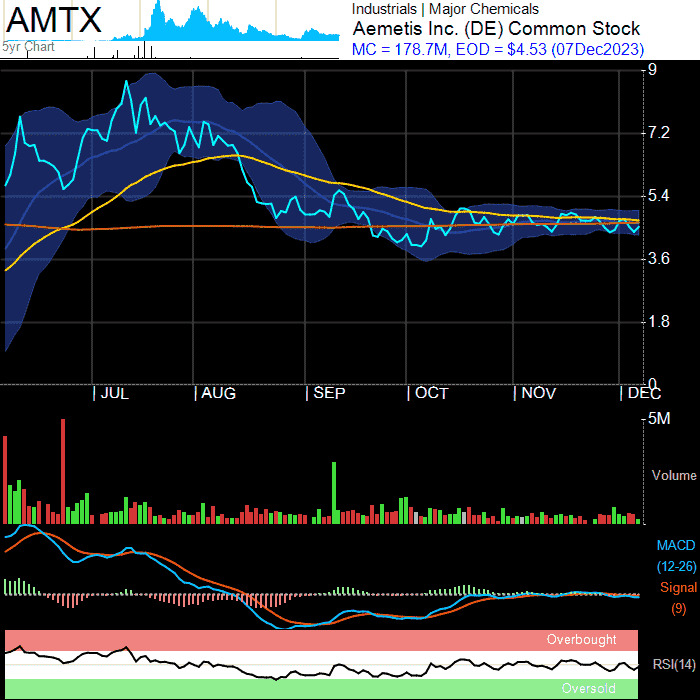 AMTX
5yr Chart
Industrials | Major Chemicals
Aemetis Inc. (DE) Common Stock
MC = 178.7M, EOD = $4.53 (07Dec2023)
9
7.2
5.4
3.6
1.8
0
JUL AUG SEP OCT NOV DEC
5M
Volume
MACD
(12-26)
Signal
(9)
Overbought
RSI(14)
Oversold